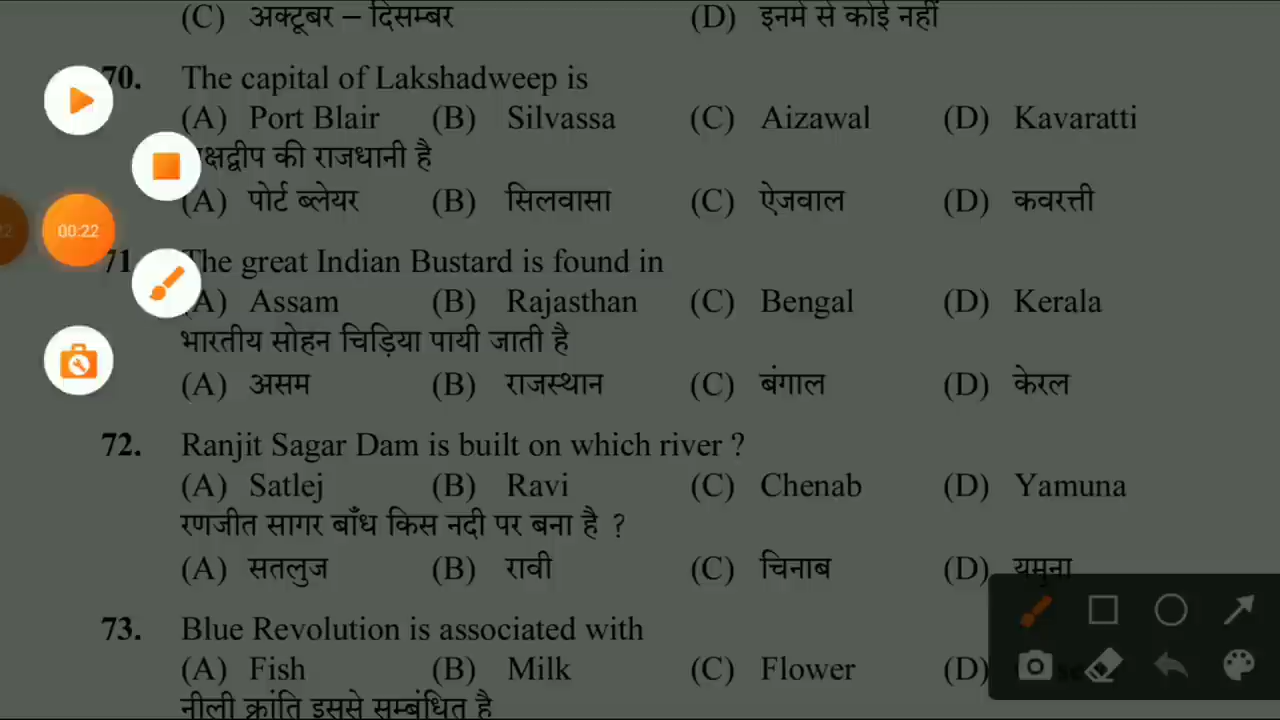 (C) अक्टूबर – दिसम्बर (D) इनमे से कोई नहीं
70. The capital of Lakshadweep is
(A) Port Blair (B) Silvassa (C) Aizawal (D) Kavaratti
की राजधानी है
(A) पोर्ट ब्लेयर (B) सिलवासा (C) ऐजवाल (D) कवरत्ती
00:22
71 The great Indian Bustard is found in
(A) Assam (B) Rajasthan (C) Bengal (D) Kerala
भारतीय सोहन चिड़िया पायी जाती है
(A) असम (B) राजस्थान (C) बंगाल (D) केरल
72. Ranjit Sagar Dam is built on which river ?
(A) Satlej (B) Ravi (C) Chenab (D) Yamuna
रणजीत सागर बाँध किस नदी पर बना है ?
(A) सतलुज (B) रावी (C) चिनाब (D) यमुना
73. Blue Revolution is associated with
(A) Fish (B) Milk (C) Flower (D)
नीली क्रांति इससे सम्बंधित है